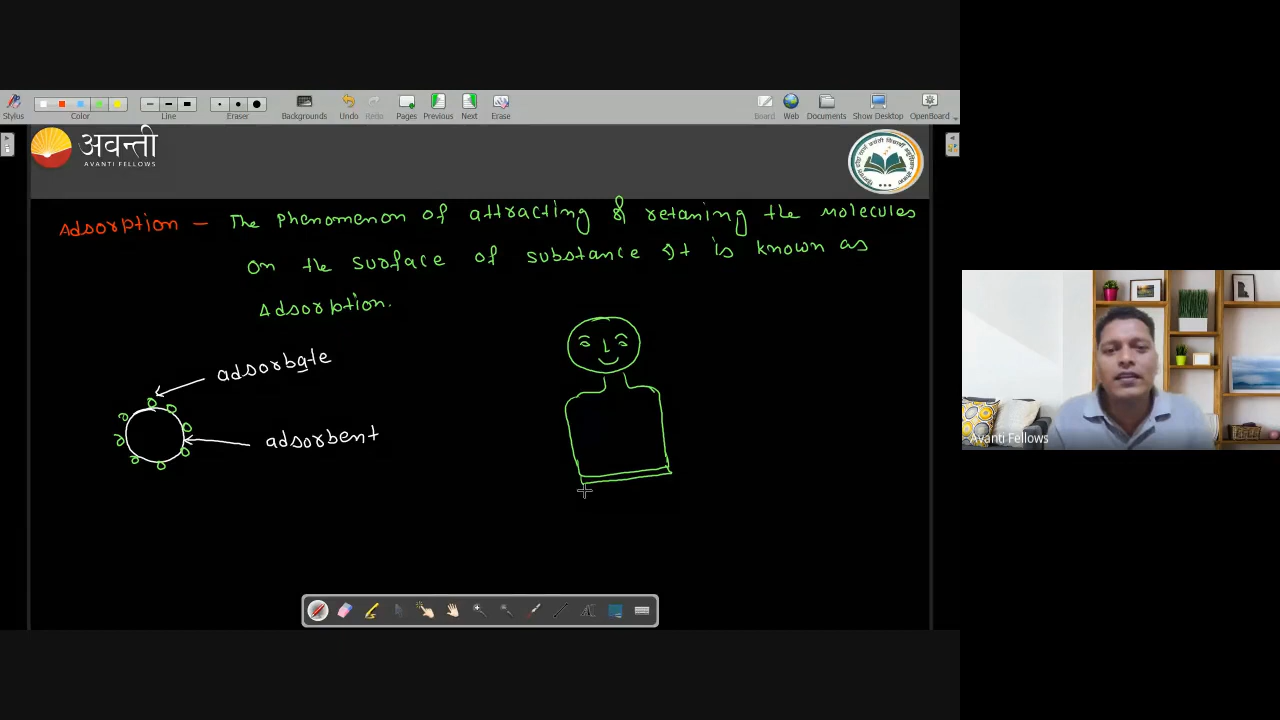 Stylus
Color
Line
Eraser
Backgrounds
Undo
Redo
Pages
Previous
Next
Erase
Board
Web
Documents
Show Desktop
OpenBoard
अवन्ती
AVANTI FELLOWS
Adsorption – The Phenomenon of attracting & retaning the molecules
on the surface of substance It is known as
Adsorption.
adsorbate
adsorbent
Avanti Fellows